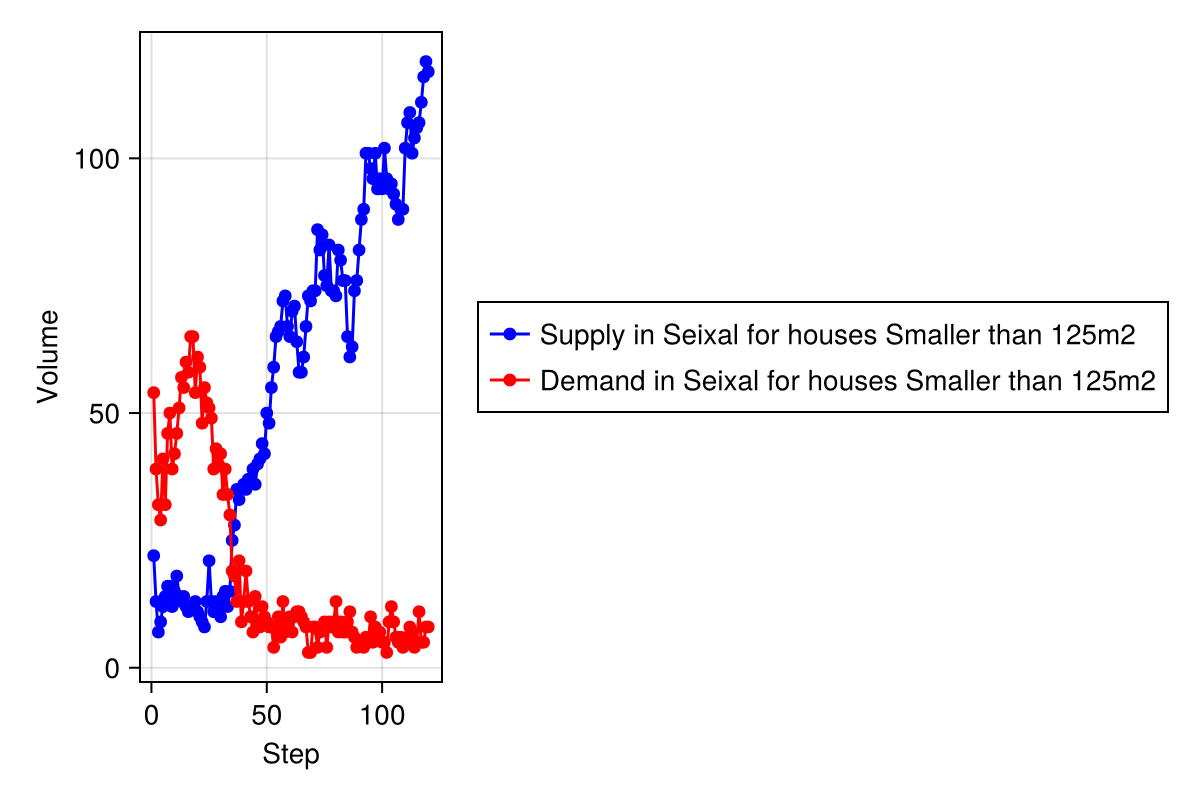 Volume
100
50
0
0 50 100
Step
Supply in Seixal for houses Smaller than 125m2
Demand in Seixal for houses Smaller than 125m2